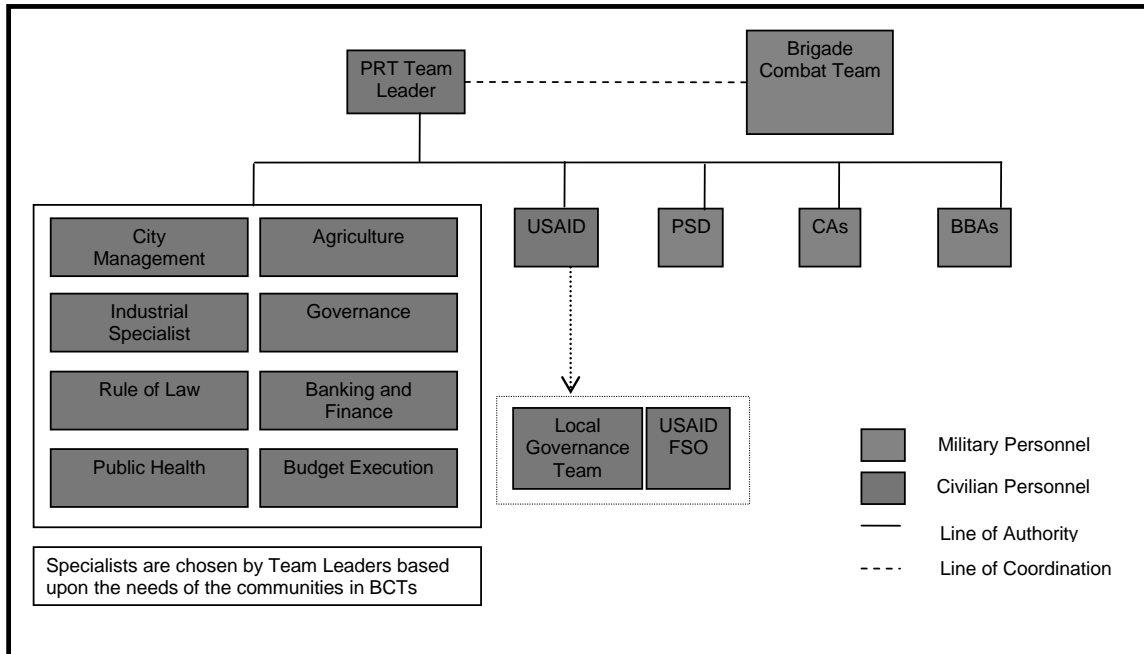 PRT Team
Leader
Brigade
Combat Team
City
Management
Agriculture
Industrial
Specialist
Governance
Rule of Law
Banking and
Finance
Public Health
Budget Execution
USAID
PSD
CAs
BBAs
Local
Governance
Team
USAID
FSO
Specialists are chosen by Team Leaders based
upon the needs of the communities in BCTs
Military Personnel
Civilian Personnel
Line of Authority
Line of Coordination